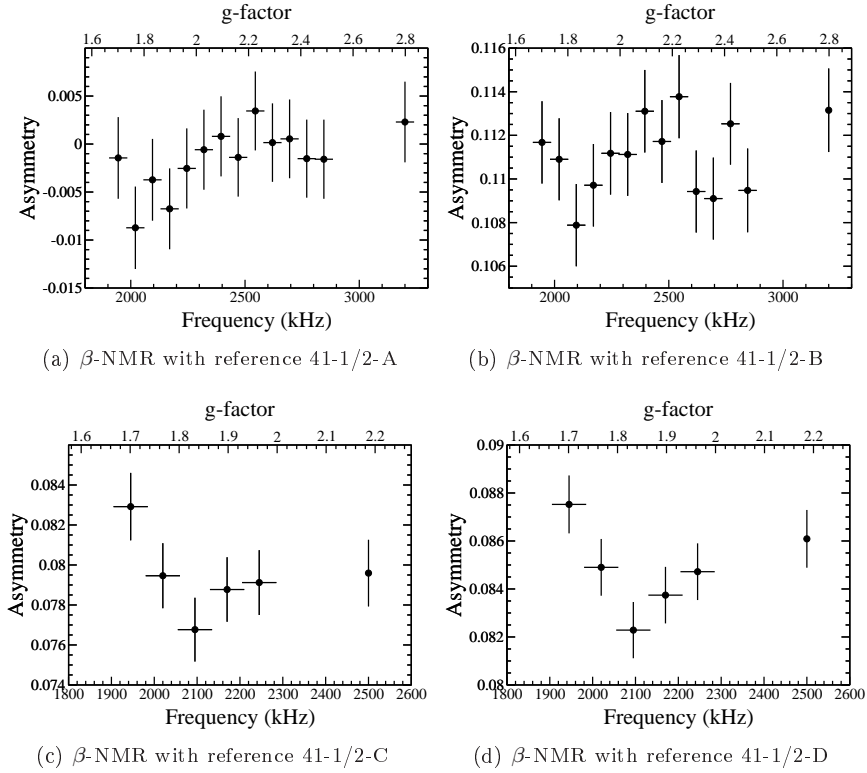 g-factor
1.6 1.8 2 2.2 2.4 2.6 2.8
0.005
0
-0.005
-0.01
-0.015
Asymmetry
2000 2500 3000
Frequency (kHz)
(a) β-NMR with reference 41-1/2-A
g-factor
1.6 1.8 2 2.2 2.4 2.6 2.8
0.116
0.114
0.112
0.11
0.108
0.106
Asymmetry
2000 2500 3000
Frequency (kHz)
(b) β-NMR with reference 41-1/2-B
g-factor
1.6 1.7 1.8 1.9 2 2.1 2.2
0.084
0.082
0.08
0.078
0.076
0.074
Asymmetry
1800 1900 2000 2100 2200 2300 2400 2500 2600
Frequency (kHz)
(c) β-NMR with reference 41-1/2-C
g-factor
1.6 1.7 1.8 1.9 2 2.1 2.2
0.09
0.088
0.086
0.084
0.082
0.08
Asymmetry
1800 1900 2000 2100 2200 2300 2400 2500 2600
Frequency (kHz)
(d) β-NMR with reference 41-1/2-D